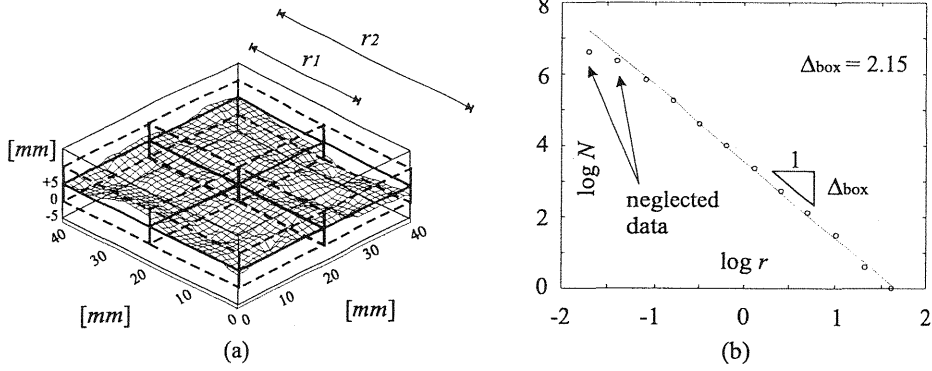 r2
r1
[mm]
+5
0
-5
40
30
20
10
0
0
10
20
30
40
[mm]
[mm]
(a)
8
6
4
2
0
log N
Δbox = 2.15
1
Δbox
neglected
data
log r
-2
-1
0
1
2
(b)